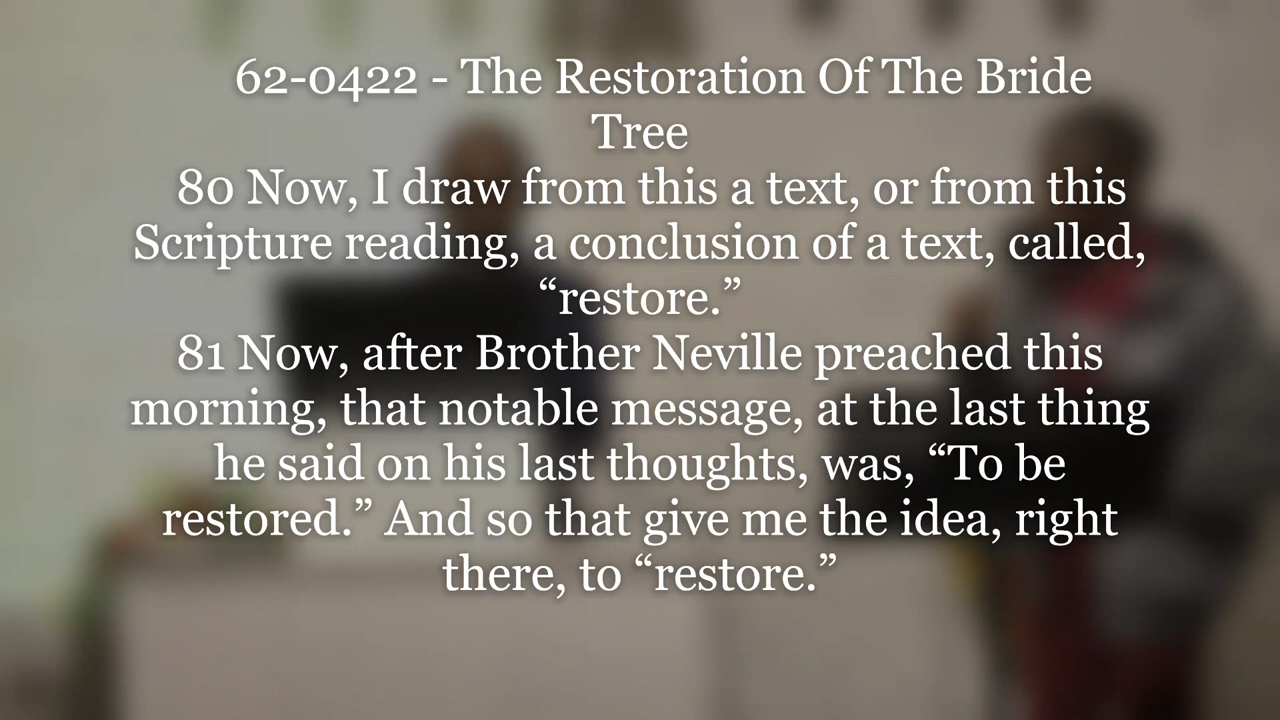 62-0422 - The Restoration Of The Bride
Tree
80 Now, I draw from this a text, or from this
Scripture reading, a conclusion of a text, called,
“restore.”
81 Now, after Brother Neville preached this
morning, that notable message, at the last thing
he said on his last thoughts, was, “To be
restored.” And so that give me the idea, right
there, to “restore.”